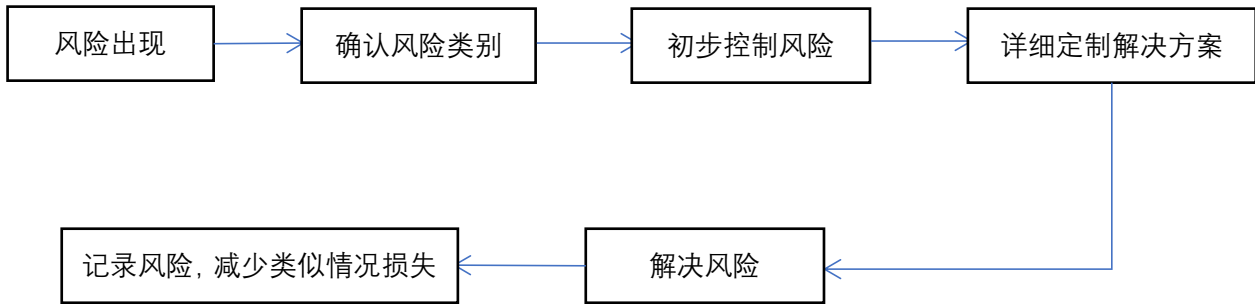 风险出现
确认风险类别
初步控制风险
详细定制解决方案
解决风险
记录风险,减少类似情况损失